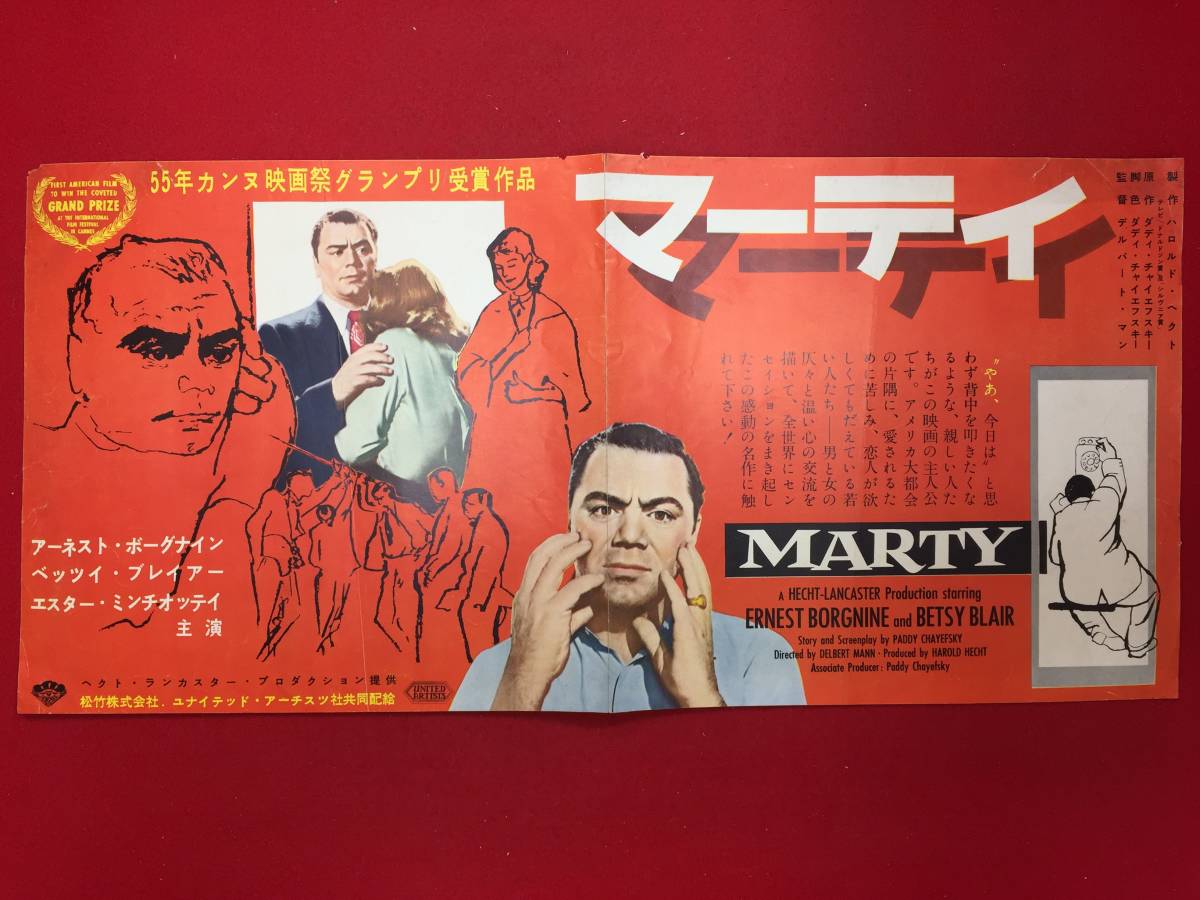 FIRST AMERICAN FILM
TO WIN THE COVETED
GRAND PRIZE
AT THE INTERNATIONAL
FILM FESTIVAL
IN CANNES
55年カンヌ映画祭グランプリ受賞作品
マーティ
製作 ハロルド・ヘクト
原作 パディ・チャイエフスキー
脚色 パディ・チャイエフスキー
監督 デルバート・マン
〝やあ、今日は〟と思
わず背中を叩きたくな
るような、親しい人た
ちがこの映画の主人公
です。アメリカ大都会
の片隅に、愛されるた
めに苦しみ、恋人が欲
しくてもだえている若
い人たち——男と女の
仄々と温い心の交流を
描いて、全世界にセン
セイションをまき起し
たこの感動の名作に触
れて下さい!
MARTY
A HECHT-LANCASTER Production starring
ERNEST BORGNINE and BETSY BLAIR
Story and Screenplay by PADDY CHAYEFSKY
Directed by DELBERT MANN · Produced by HAROLD HECHT
Associate Producer: Paddy Chayefsky
アーネスト・ボーグナイン
ベッツイ・ブレイアー
エスター・ミンチオッテイ
主演
ヘクト・ランカスター・プロダクション提供
松竹株式会社．ユナイテッド・アーチスツ社共同配給
UNITED
ARTISTS